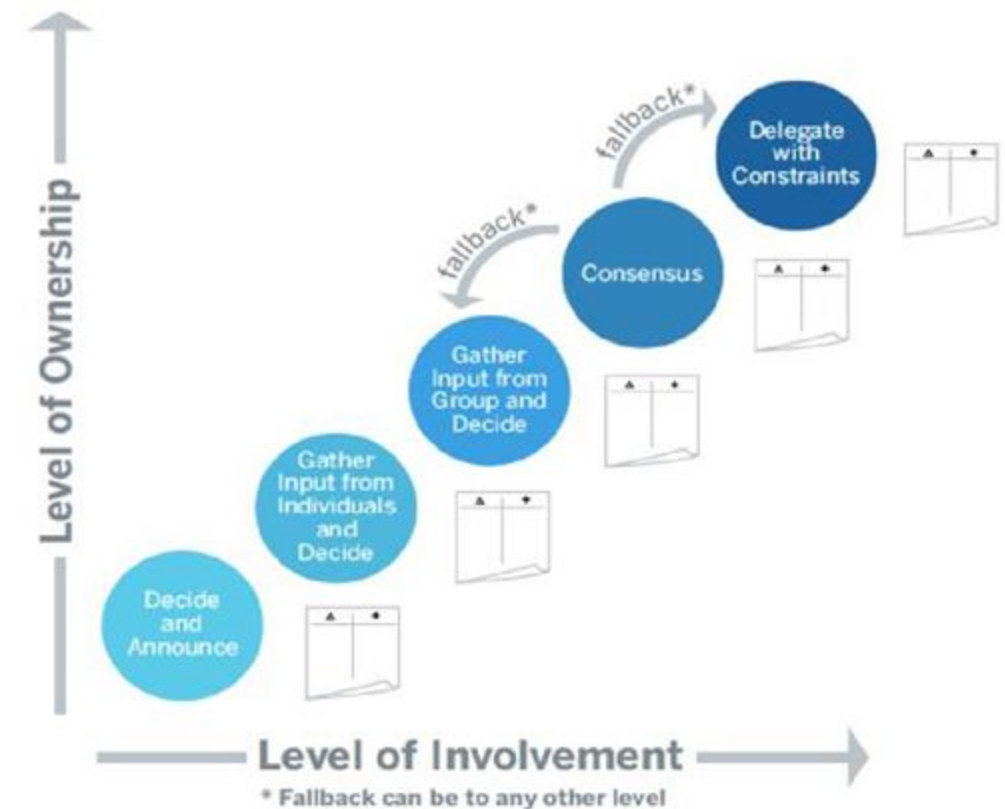 Level of Ownership
fallback*
Delegate
with
Constraints
fallback*
Consensus
Gather
Input from
Group and
Decide
Gather
Input from
Individuals
and
Decide
Decide
and
Announce
Level of Involvement
* Fallback can be to any other level